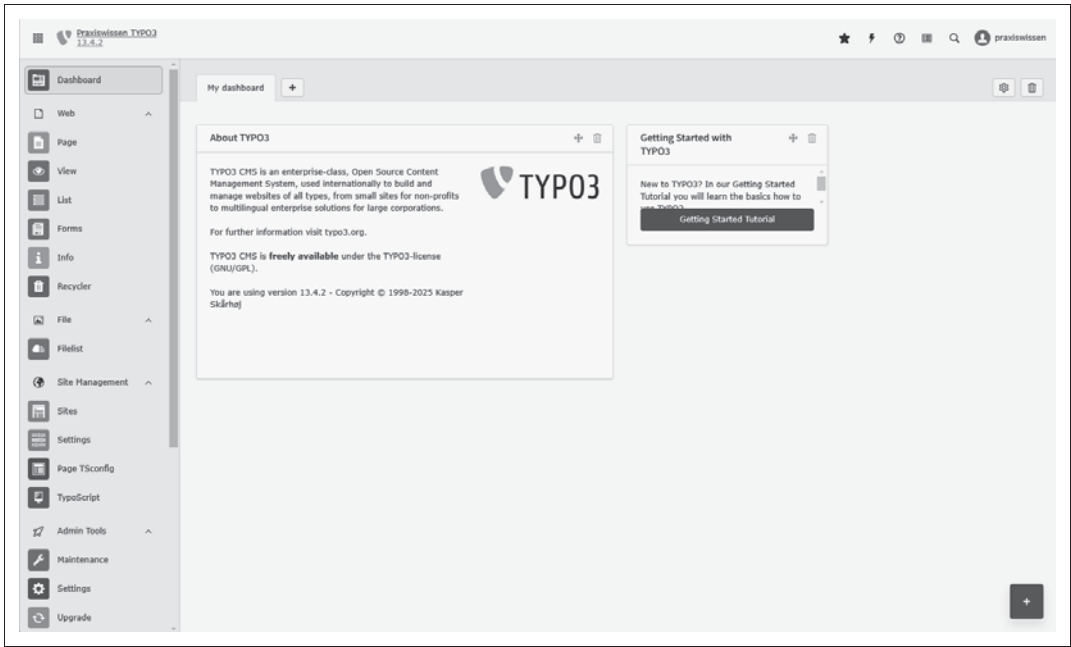 Praxiswissen TYPO3
13.4.2
praxiswissen
Dashboard
Web
Page
View
List
Forms
Info
Recycler
File
Filelist
Site Management
Sites
Settings
Page TSconfig
TypoScript
Admin Tools
Maintenance
Settings
Upgrade
My dashboard
+
About TYPO3
TYPO3 CMS is an enterprise-class, Open Source Content
Management System, used internationally to build and
manage websites of all types, from small sites for non-profits
to multilingual enterprise solutions for large corporations.
For further information visit typo3.org.
TYPO3 CMS is freely available under the TYPO3-license
(GNU/GPL).
You are using version 13.4.2 - Copyright © 1998-2025 Kasper
Skårhøj
TYPO3
Getting Started with
TYPO3
New to TYPO3? In our Getting Started
Tutorial you will learn the basics how to
use TYPO3
Getting Started Tutorial
+